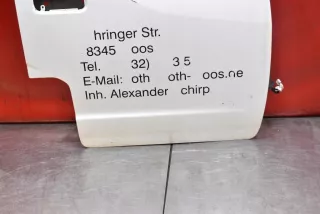 hringer Str.
8345 oos
Tel. 32) 3 5
E-Mail: oth oth- oos.ne
Inh. Alexander chirp